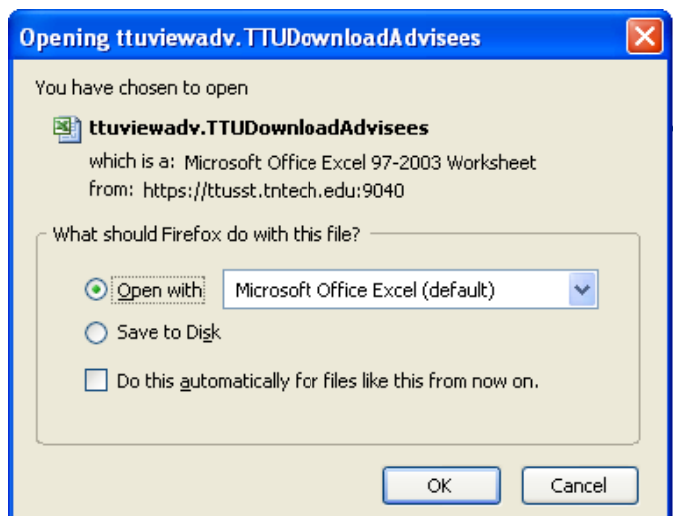 Opening ttuviewadv.TTUDownloadAdvisees
You have chosen to open
ttuviewadv.TTUDownloadAdvisees
which is a: Microsoft Office Excel 97-2003 Worksheet
from: https://ttusst.tntech.edu:9040
What should Firefox do with this file?
Open with Microsoft Office Excel (default)
Save to Disk
Do this automatically for files like this from now on.
OK Cancel